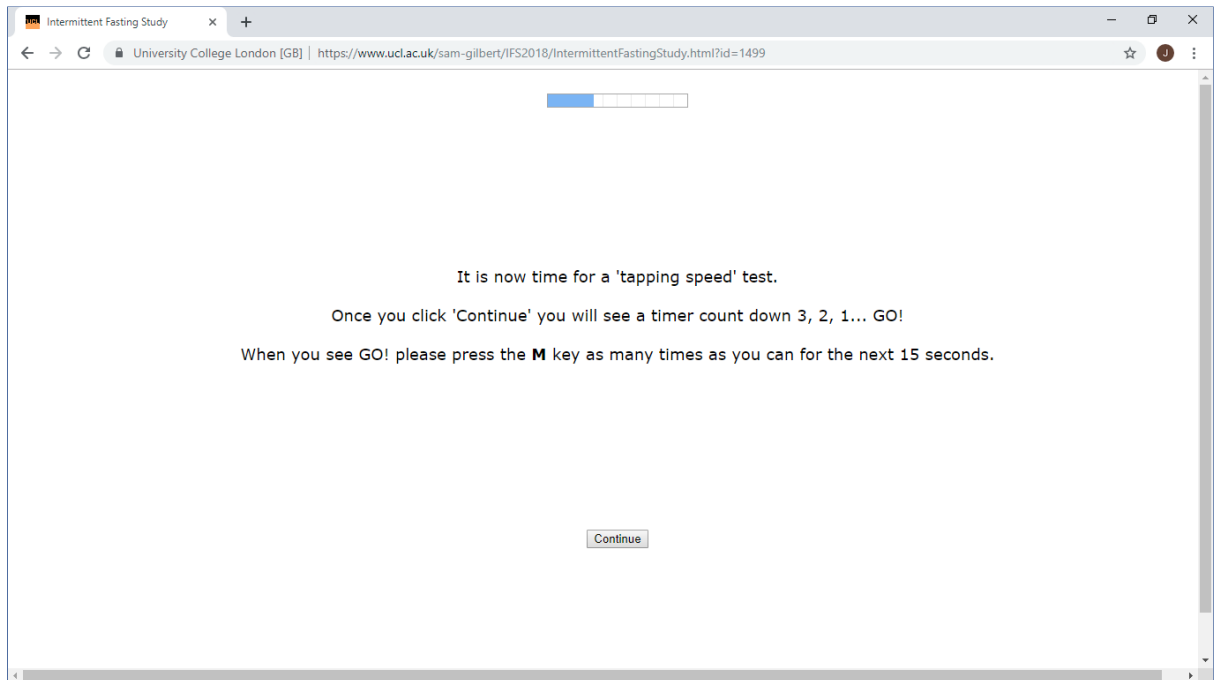 UCL Intermittent Fasting Study
University College London [GB] | https://www.ucl.ac.uk/sam-gilbert/IFS2018/IntermittentFastingStudy.html?id=1499
J
It is now time for a 'tapping speed' test.
Once you click 'Continue' you will see a timer count down 3, 2, 1... GO!
When you see GO! please press the M key as many times as you can for the next 15 seconds.
Continue